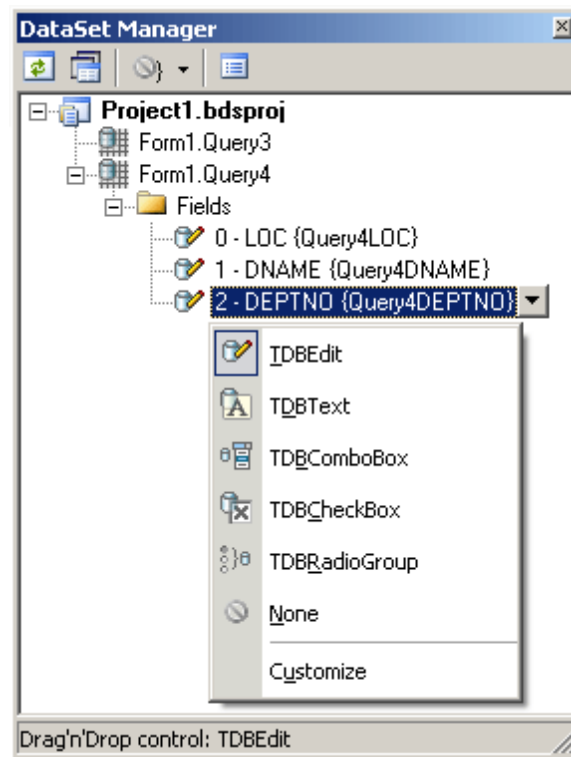 DataSet Manager
Project1.bdsproj
Form1.Query3
Form1.Query4
Fields
0 - LOC {Query4LOC}
1 - DNAME {Query4DNAME}
2 - DEPTNO {Query4DEPTNO}
TDBEdit
TDBText
TDBComboBox
TDBCheckBox
TDBRadioGroup
None
Customize
Drag'n'Drop control: TDBEdit